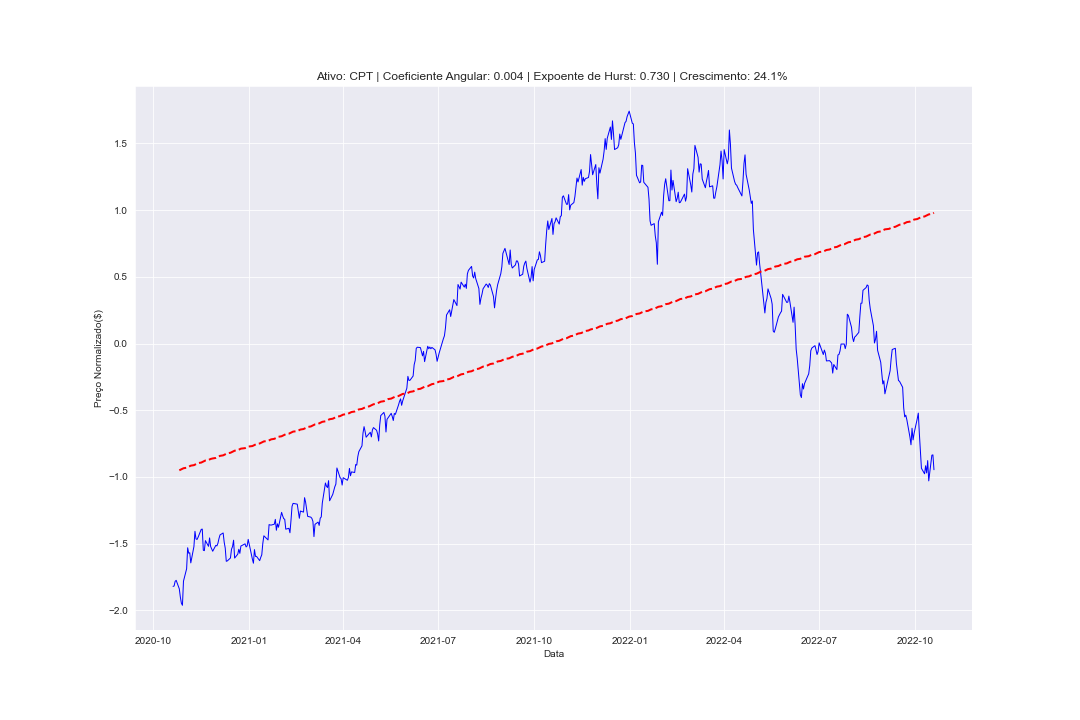 Ativo: CPT | Coeficiente Angular: 0.004 | Expoente de Hurst: 0.730 | Crescimento: 24.1%
Preço Normalizado($)
1.5
1.0
0.5
0.0
−0.5
−1.0
−1.5
−2.0
2020-10 2021-01 2021-04 2021-07 2021-10 2022-01 2022-04 2022-07 2022-10
Data